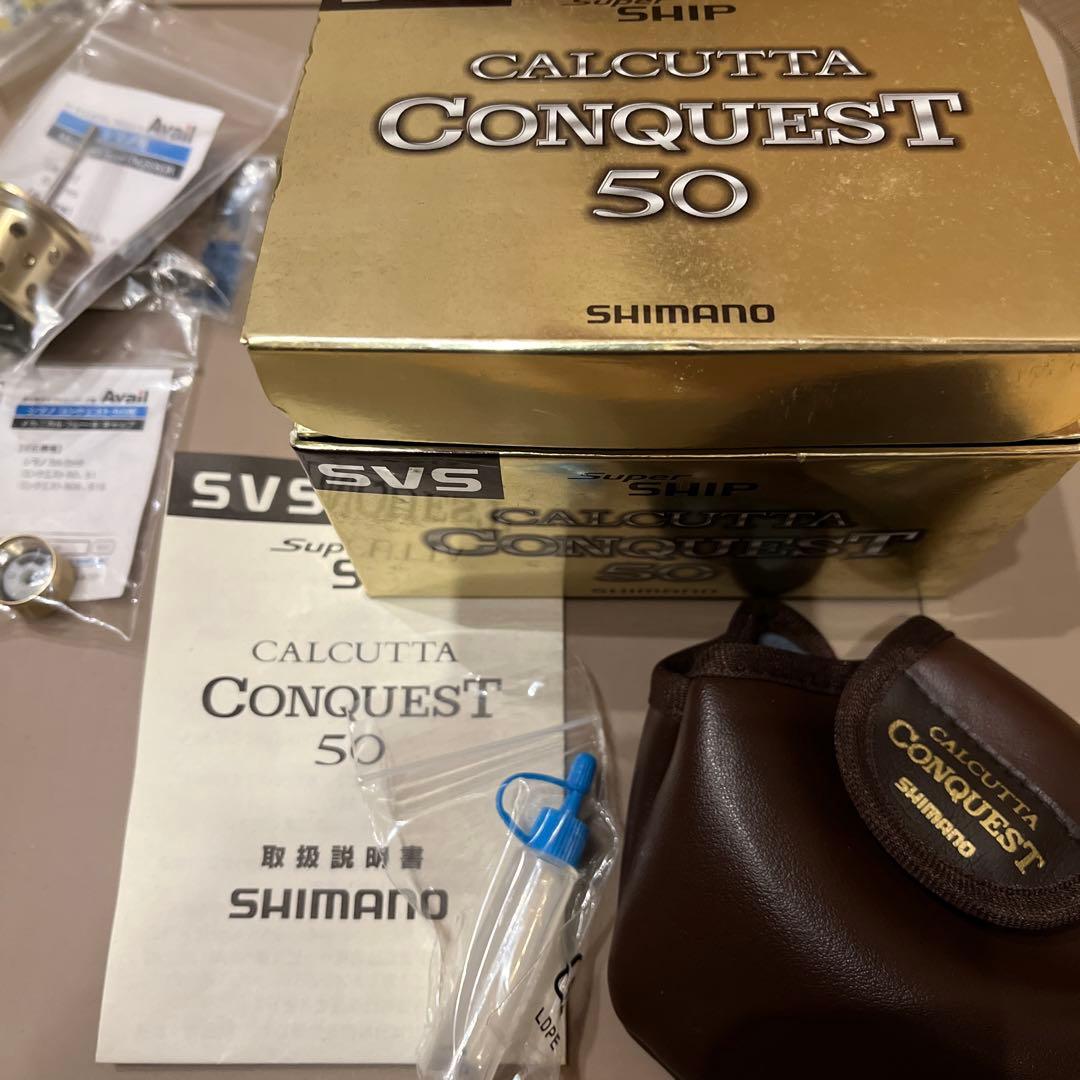 Super
SHIP
CALCUTTA
CONQUEST
50
SHIMANO
SVS
Super
SHIP
CALCUTTA
CONQUEST
50
SHIMANO
Avail
Avail
SVS
CALCUTTA
CONQUEST
50
取扱説明書
SHIMANO
LDPE
CALCUTTA
CONQUEST
SHIMANO